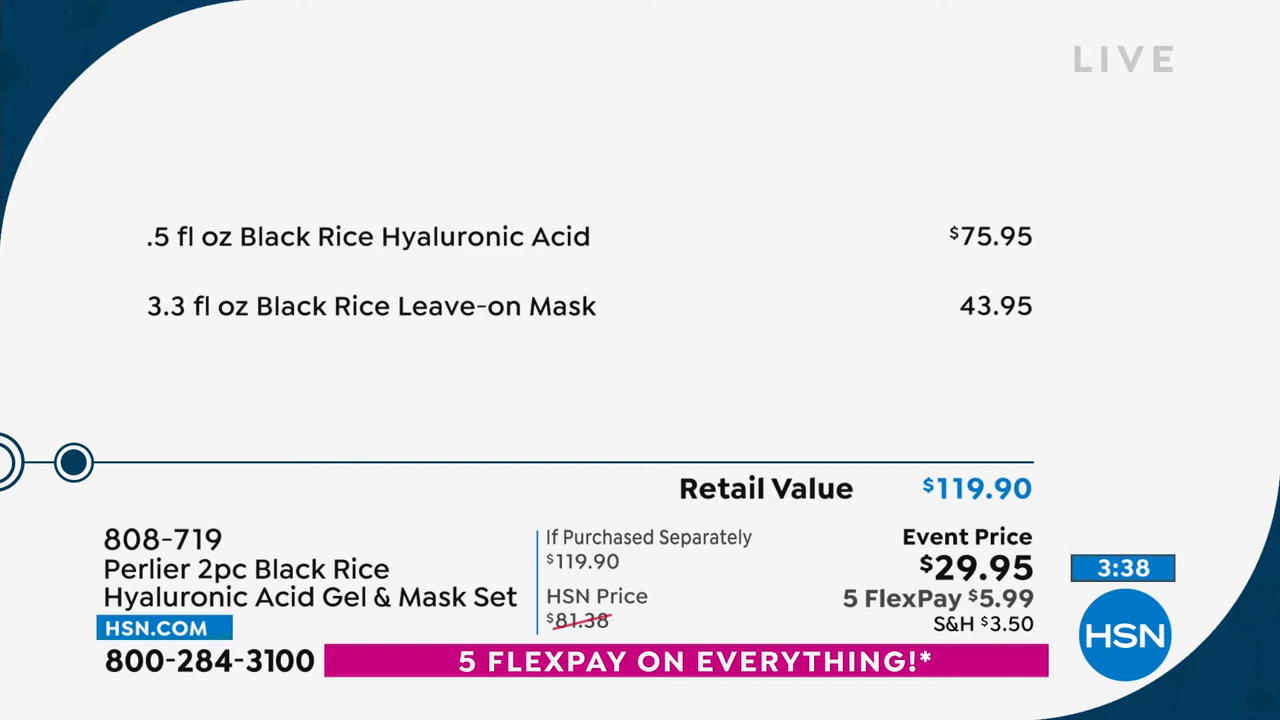 LIVE
.5 fl oz Black Rice Hyaluronic Acid $75.95
3.3 fl oz Black Rice Leave-on Mask 43.95
Retail Value $119.90
808-719
Perlier 2pc Black Rice
Hyaluronic Acid Gel & Mask Set
HSN.COM
800-284-3100
If Purchased Separately
$119.90
HSN Price
$81.38
Event Price
$29.95
5 FlexPay $5.99
S&H $3.50
3:38
HSN
5 FLEXPAY ON EVERYTHING!*